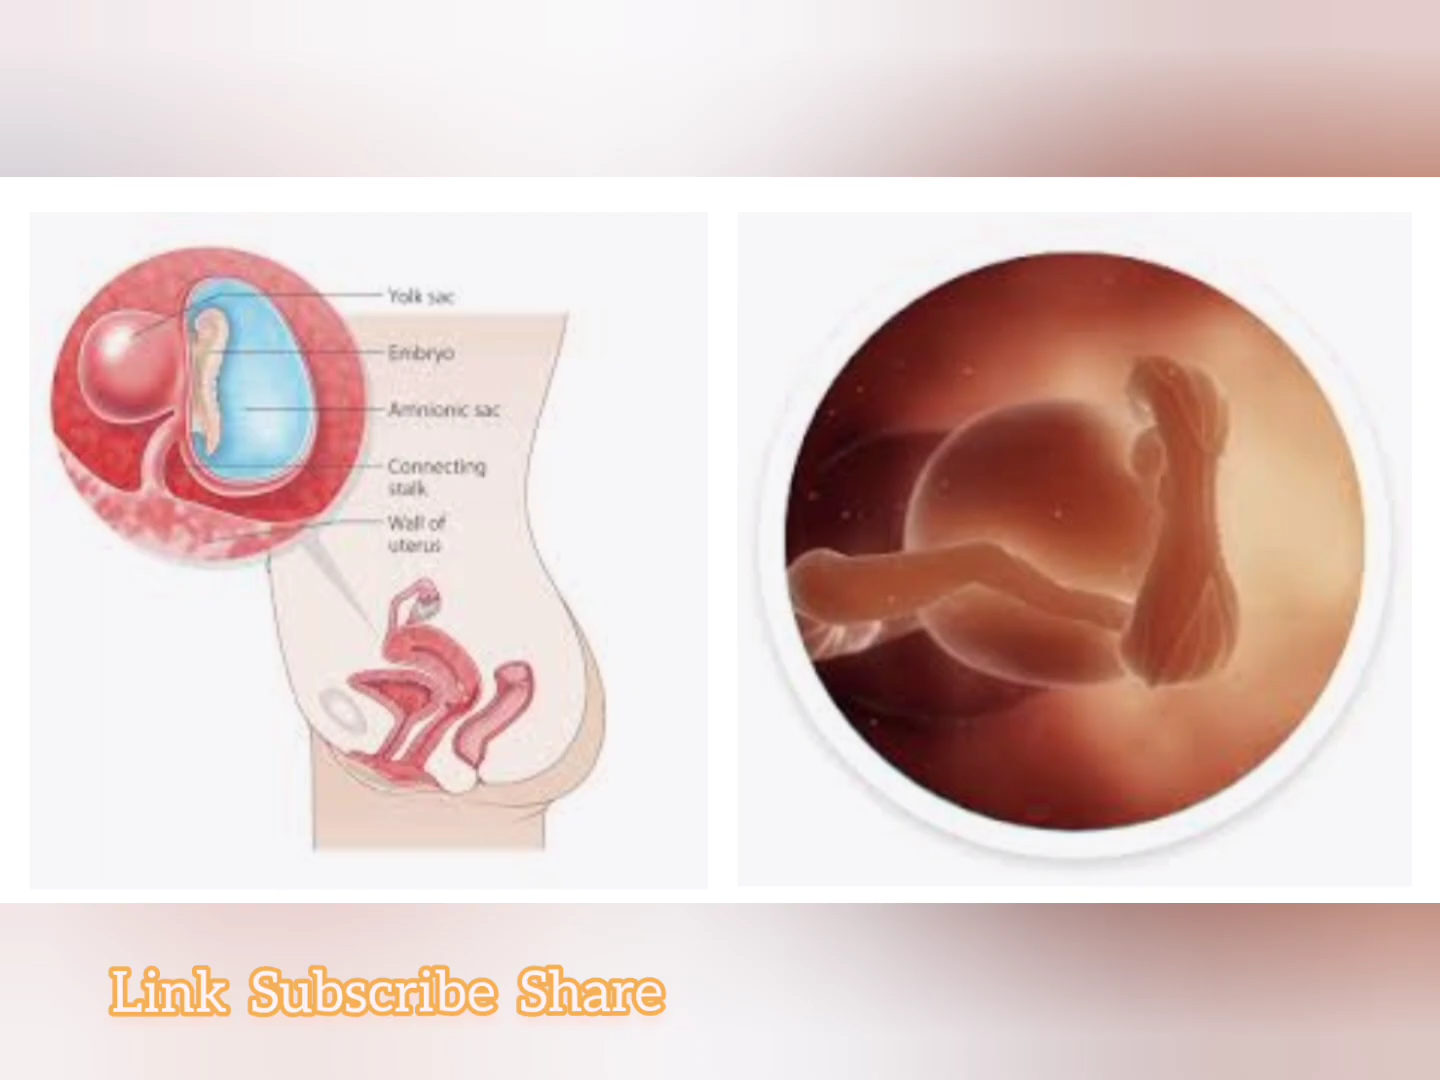 Yolk sac
Embryo
Amnionic sac
Connecting
stalk
Wall of
uterus
Link Subscribe Share